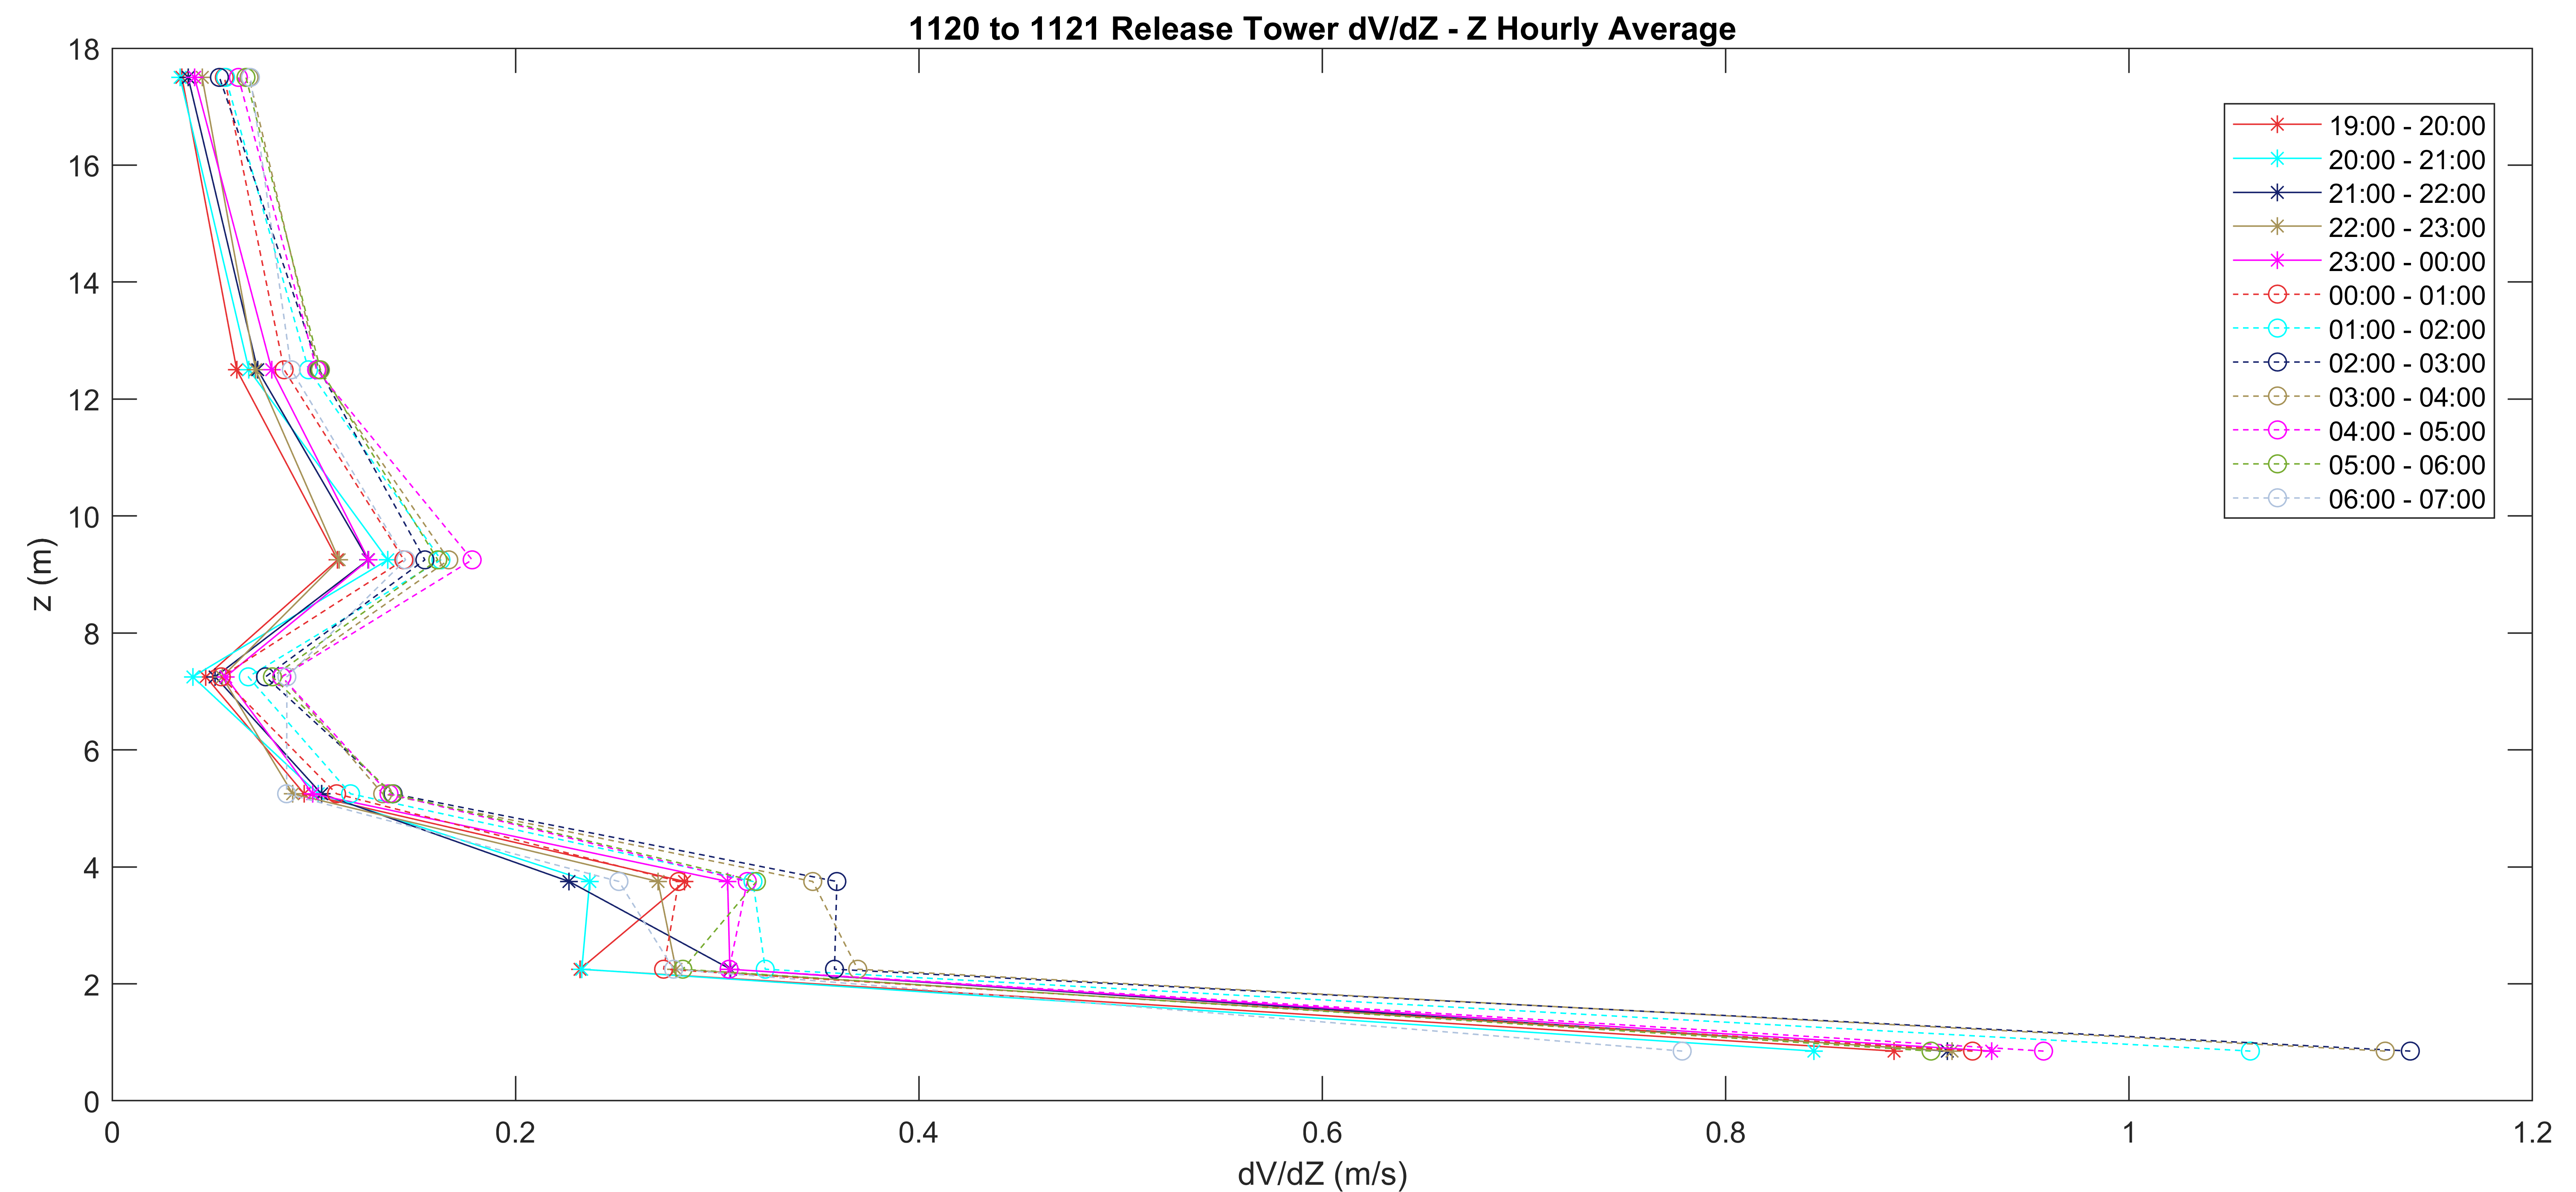 1120 to 1121 Release Tower dV/dZ - Z Hourly Average
18
16
14
12
10
8
6
4
2
0
z (m)
19:00 - 20:00
20:00 - 21:00
21:00 - 22:00
22:00 - 23:00
23:00 - 00:00
00:00 - 01:00
01:00 - 02:00
02:00 - 03:00
03:00 - 04:00
04:00 - 05:00
05:00 - 06:00
06:00 - 07:00
0 0.2 0.4 0.6 0.8 1 1.2
dV/dZ (m/s)